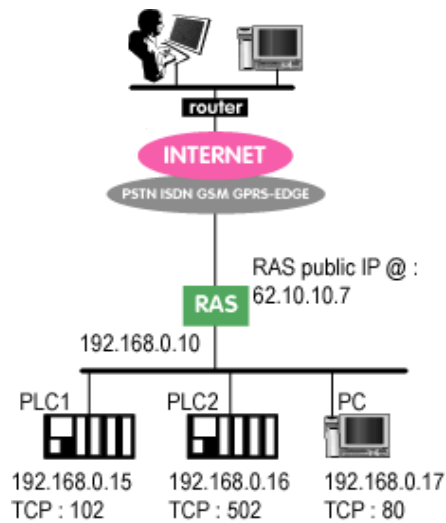 router
INTERNET
PSTN ISDN GSM GPRS-EDGE
RAS public IP @ :
62.10.10.7
RAS
192.168.0.10
PLC1
PLC2
PC
192.168.0.15
TCP : 102
192.168.0.16
TCP : 502
192.168.0.17
TCP : 80